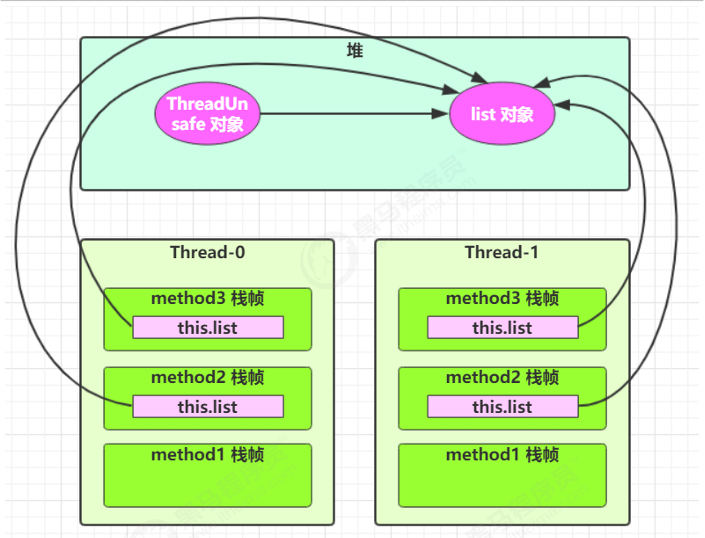 堆
ThreadUn
safe 对象
list 对象
Thread-0
method3 栈帧
this.list
method2 栈帧
this.list
method1 栈帧
Thread-1
method3 栈帧
this.list
method2 栈帧
this.list
method1 栈帧
黑马程序员